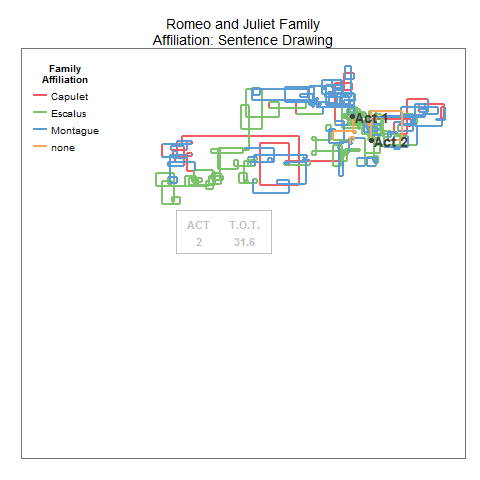 Romeo and Juliet Family
Affiliation: Sentence Drawing
Family
Affiliation
Capulet
Escalus
Montague
none
Act 1
Act 2
ACT T.O.T.
2 31.6